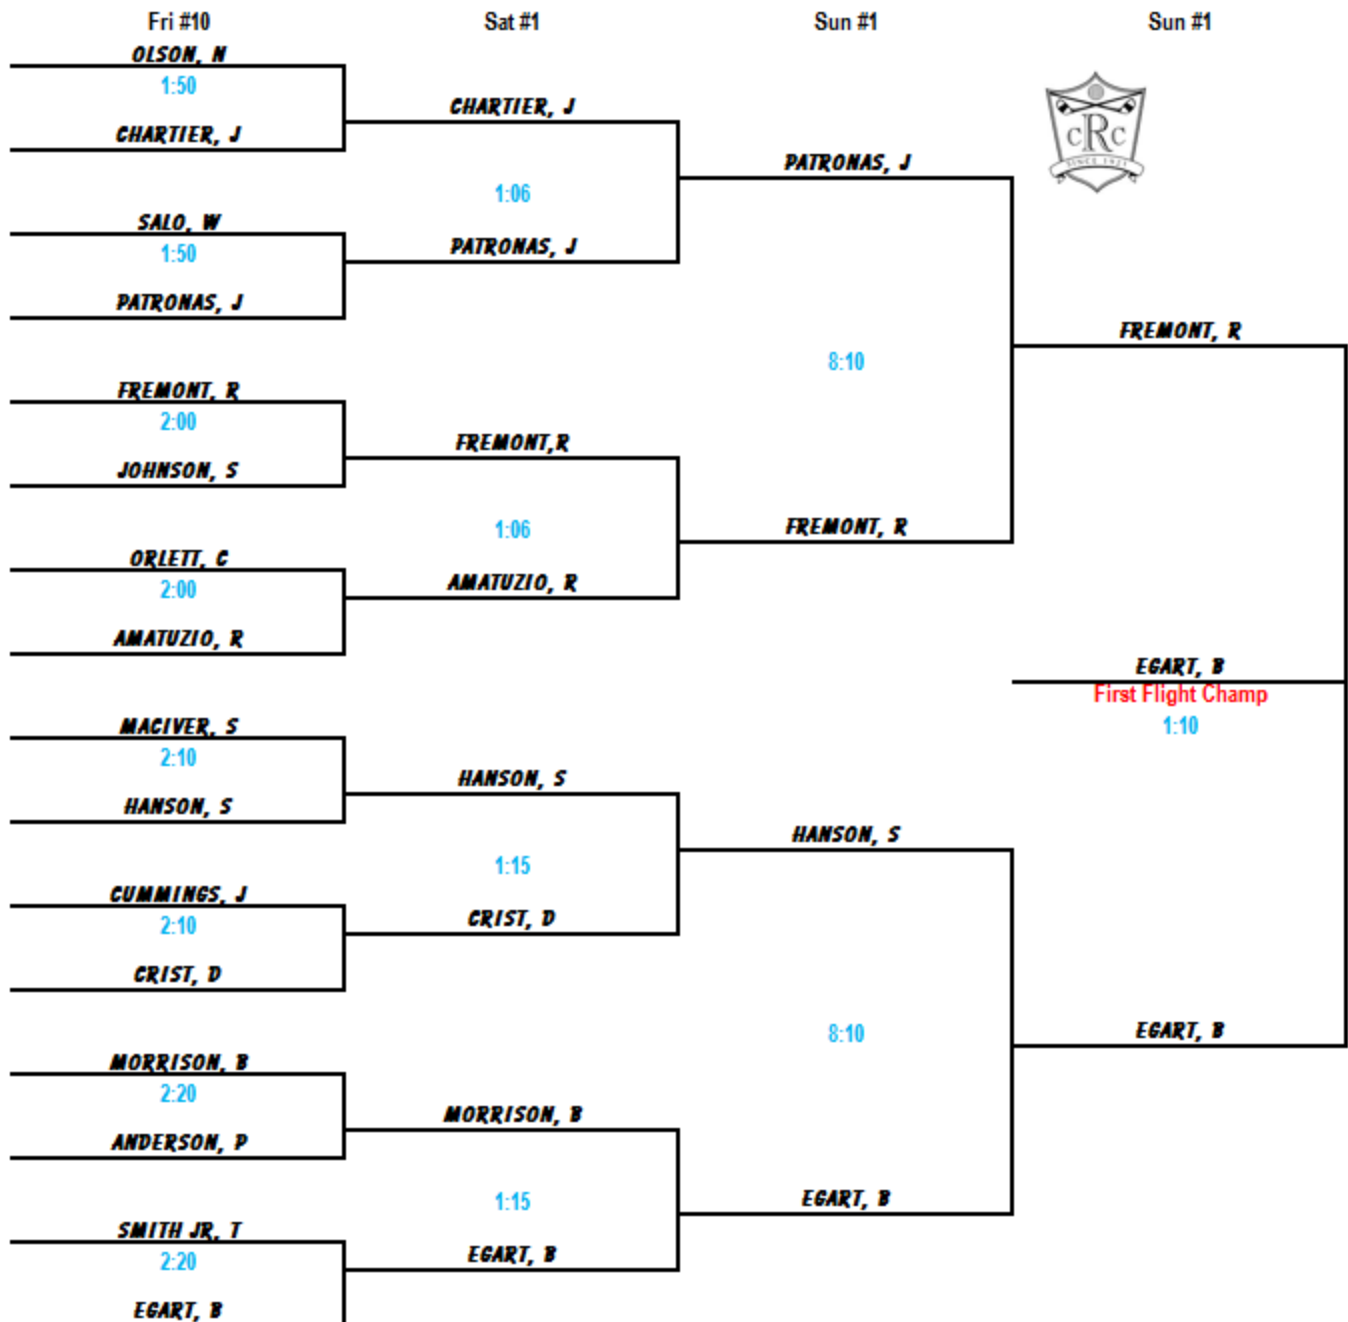 Fri #10 Sat #1 Sun #1 Sun #1
OLSON, N
1:50
CHARTIER, J
CHARTIER, J
1:06
SALO, W
1:50
PATRONAS, J
PATRONAS, J
PATRONAS, J
8:10
FREMONT, R
2:00
JOHNSON, S
FREMONT,R
1:06
ORLETT, C
2:00
AMATUZIO, R
AMATUZIO, R
FREMONT, R
CRC
SINCE 1921
FREMONT, R
EGART, B
First Flight Champ
1:10
MACIVER, S
2:10
HANSON, S
HANSON, S
1:15
CUMMINGS, J
2:10
CRIST, D
CRIST, D
HANSON, S
8:10
MORRISON, B
2:20
ANDERSON, P
MORRISON, B
1:15
SMITH JR, T
2:20
EGART, B
EGART, B
EGART, B
EGART, B